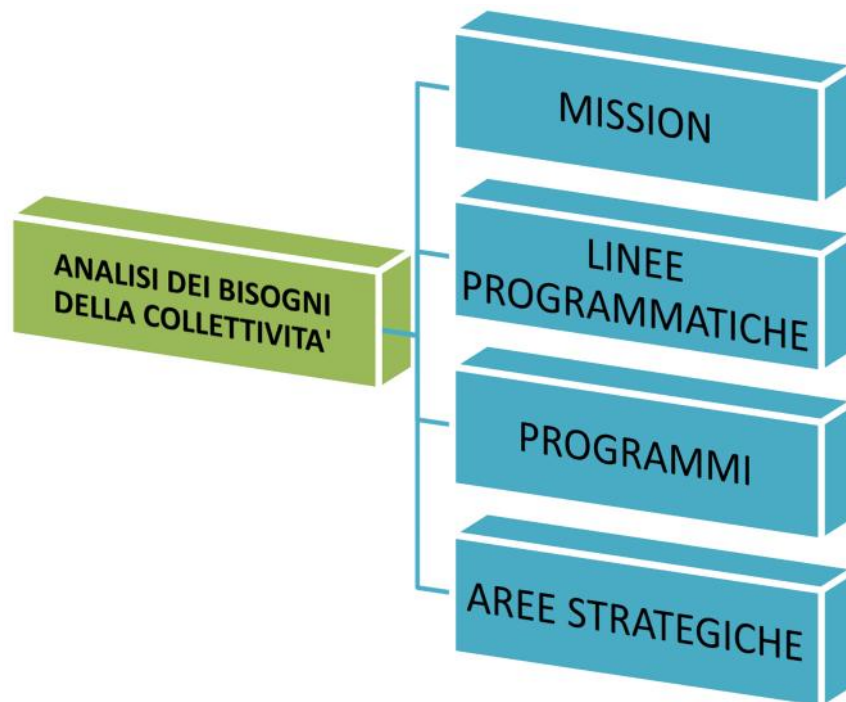 MISSION
ANALISI DEI BISOGNI
DELLA COLLETTIVITA'
LINEE
PROGRAMMATICHE
PROGRAMMI
AREE STRATEGICHE